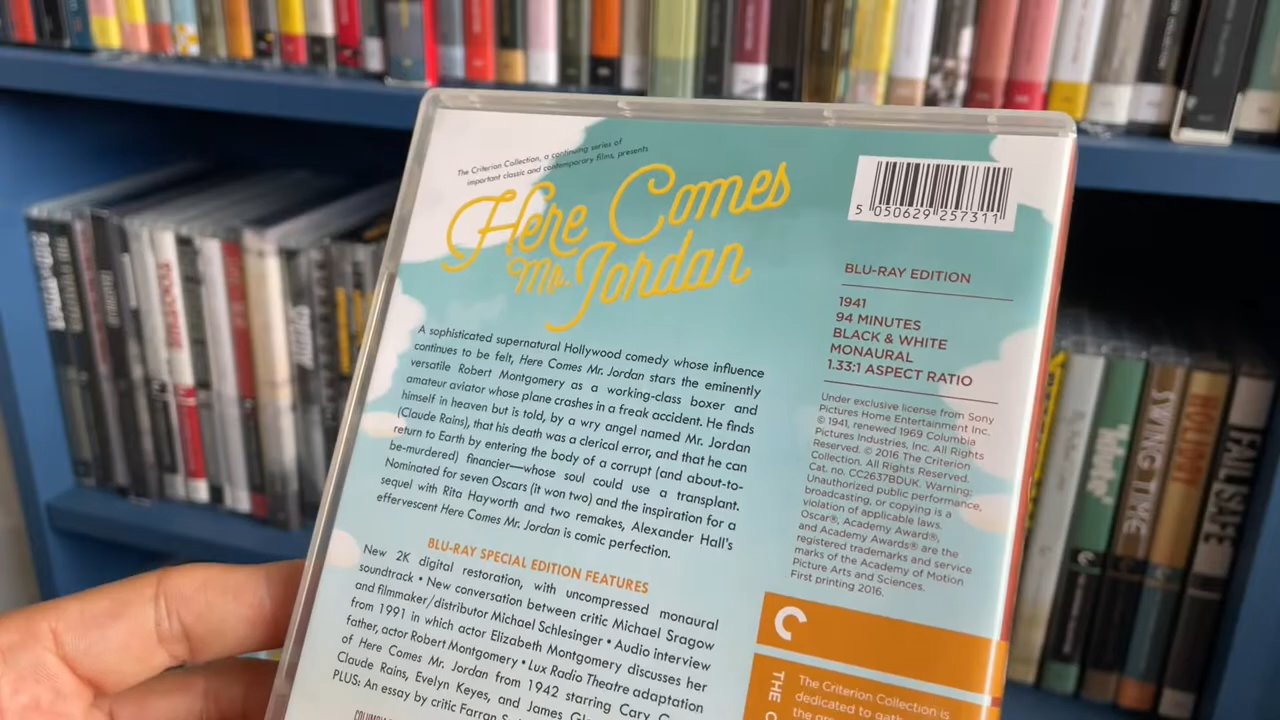 The Criterion Collection, a continuing series of
important classic and contemporary films, presents
Here Comes
Mr. Jordan
A sophisticated supernatural Hollywood comedy whose influence
continues to be felt, Here Comes Mr. Jordan stars the eminently
versatile Robert Montgomery as a working-class boxer and
amateur aviator whose plane crashes in a freak accident. He finds
himself in heaven but is told, by a wry angel named Mr. Jordan
(Claude Rains), that his death was a clerical error, and that he can
return to Earth by entering the body of a corrupt (and about-to-
be-murdered) financier—whose soul could use a transplant.
Nominated for seven Oscars (it won two) and the inspiration for a
sequel with Rita Hayworth and two remakes, Alexander Hall's
effervescent Here Comes Mr. Jordan is comic perfection.
BLU-RAY SPECIAL EDITION FEATURES
New 2K digital restoration, with uncompressed monaural
soundtrack • New conversation between critic Michael Sragow
and filmmaker/distributor Michael Schlesinger • Audio interview
from 1991 in which actor Elizabeth Montgomery discusses her
father, actor Robert Montgomery • Lux Radio Theatre adaptation
of Here Comes Mr. Jordan from 1942 starring Cary
Claude Rains, Evelyn Keyes, and James
PLUS: An essay by critic Farran
5 050629 257311
BLU-RAY EDITION
1941
94 MINUTES
BLACK & WHITE
MONAURAL
1.33:1 ASPECT RATIO
Under exclusive license from Sony
Pictures Home Entertainment Inc.
© 1941, renewed 1969 Columbia
Pictures Industries, Inc. All Rights
Reserved. © 2016 The Criterion
Collection. All Rights Reserved.
Cat. no. CC2637BDUK. Warning:
Unauthorized public performance,
broadcasting, or copying is a
violation of applicable laws.
Oscar®, Academy Award®,
and Academy Awards® are the
registered trademarks and service
marks of the Academy of Motion
Picture Arts and Sciences.
First printing 2016.
The Criterion Collection is
dedicated to
THE
SWING TIME
HOLIDAY
FAIL SAFE